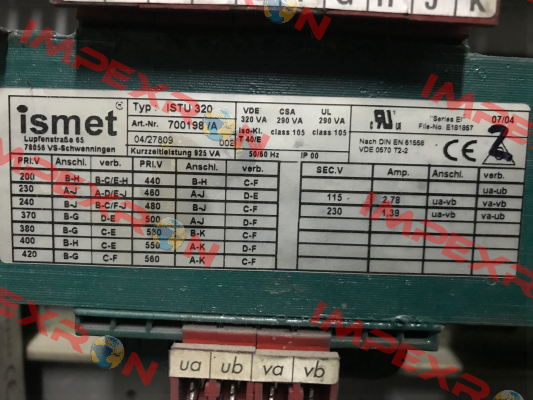 G H J K
ismet
Lupfenstraße 65
78056 VS-Schwenningen
Typ: ISTU 320
Art.-Nr. 700198 /A
04/27809 002
Kurzzeitleistung 925 VA
VDE CSA UL
320 VA 290 VA 290 VA
Iso-Kl. class 105 class 105
T 40/E
50/60 Hz IP 00
"Series El" 07/04
File-No. E181857
Nach DIN EN 61558
VDE 0570 T2-2
CE
PRI.V Anschl. verb. PRI.V Anschl. verb. SEC.V Amp. Anschl. verb.
200 B-H B-C/E-H 440 B-H C-F
230 A-J A-D/E-J 460 A-J C-F ua-ub
240 B-J B-C/F-J 480 B-J C-F 115 2.78 ua-vb va-vb
370 B-G D-E 500 A-J D-F 230 1.39 ua-vb ub-va
380 B-G C-E 530 B-K C-F
400 B-H C-E 550 A-K D-F
420 B-G C-F 560 A-K C-F
ua ub va vb
IMPEXRON